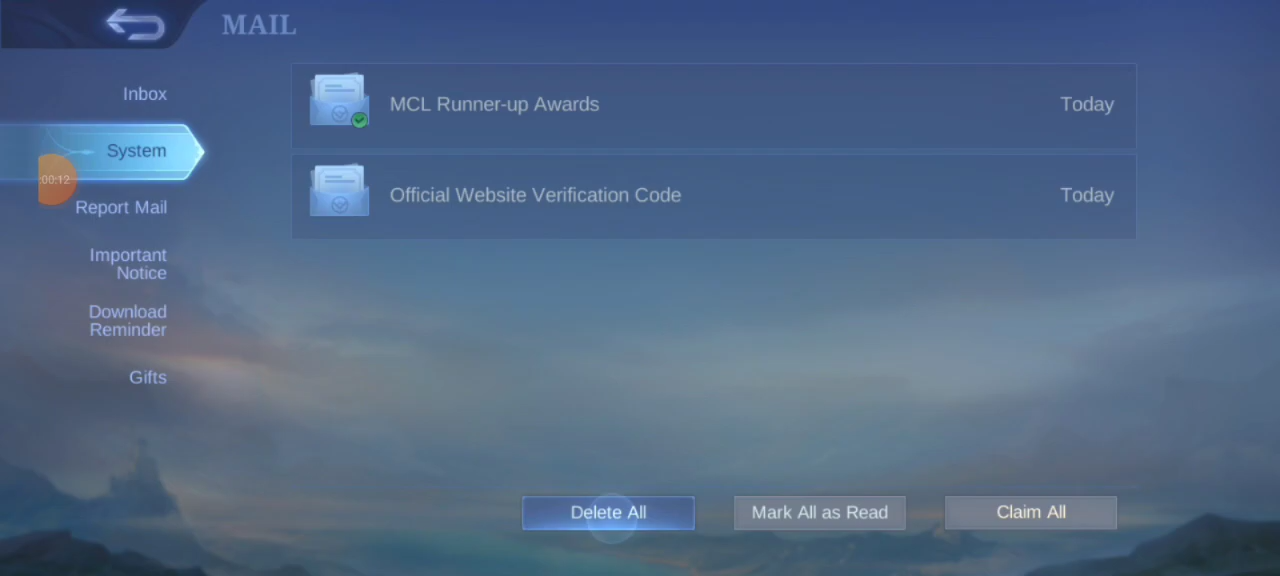 MAIL
Inbox
System
:00:12
Report Mail
Important
Notice
Download
Reminder
Gifts
MCL Runner-up Awards Today
Official Website Verification Code Today
Delete All Mark All as Read Claim All